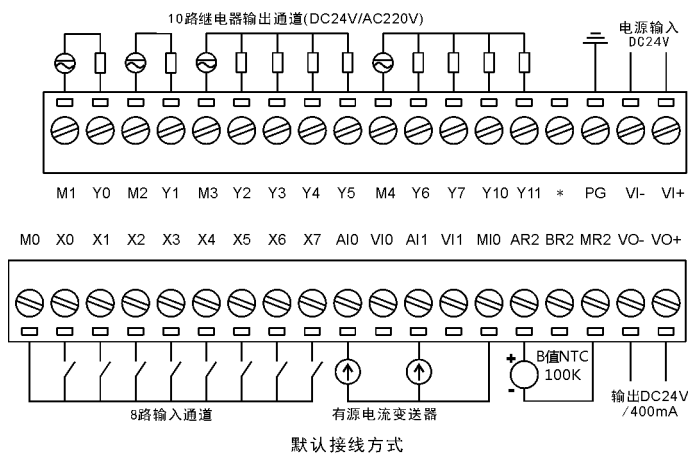 10路继电器输出通道(DC24V/AC220V)
电源输入
DC24V
M1 Y0 M2 Y1 M3 Y2 Y3 Y4 Y5 M4 Y6 Y7 Y10 Y11 * PG VI- VI+
M0 X0 X1 X2 X3 X4 X5 X6 X7 AI0 VI0 AI1 VI1 MI0 AR2 BR2 MR2 VO- VO+
+
B值NTC
100K
-
8路输入通道
有源电流变送器
输出DC24V
/400mA
默认接线方式